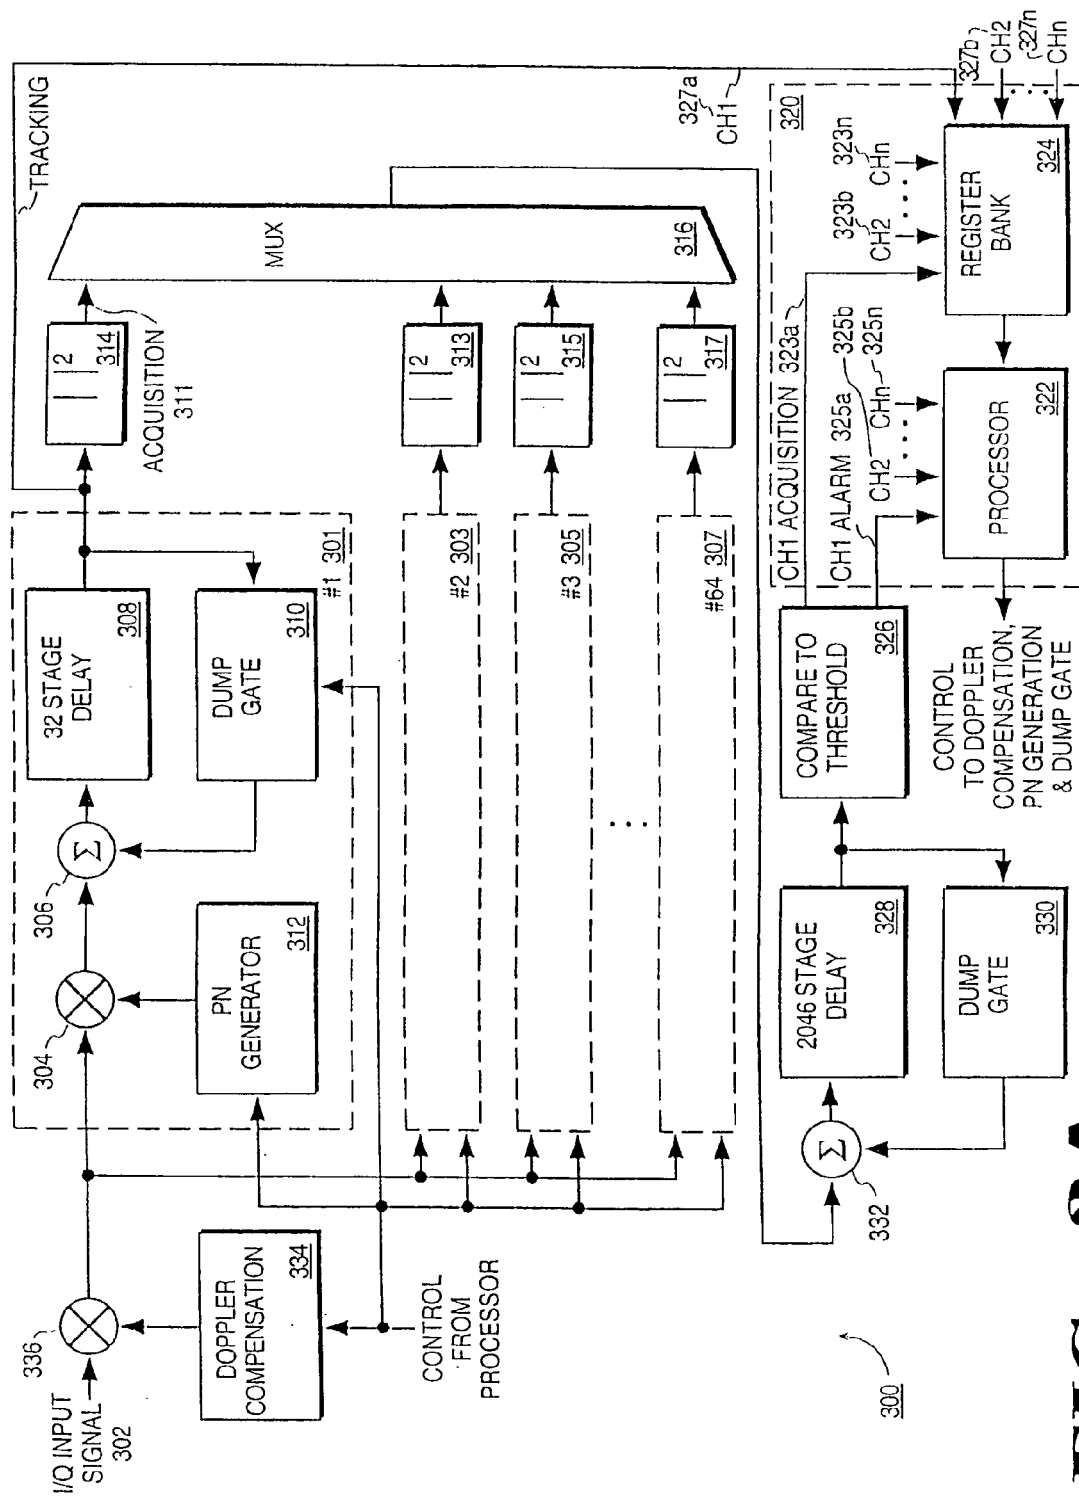 I/Q INPUT
SIGNAL
302
336
DOPPLER
COMPENSATION
334
CONTROL
FROM
PROCESSOR
304
306
Σ
32 STAGE
DELAY
308
PN
GENERATOR
312
DUMP
GATE
310
#1 301
#2 303
#3 305
. . .
#64 307
TRACKING
| |2
314
ACQUISITION
311
| |2
313
| |2
315
| |2
317
MUX
316
327a
CH1
332
Σ
2046 STAGE
DELAY
328
DUMP
GATE
330
COMPARE TO
THRESHOLD
326
CH1 ACQUISITION 323a
CH1 ALARM 325a
CH2 325b
. . . .
CHn 325n
PROCESSOR
322
CONTROL
TO DOPPLER
COMPENSATION,
PN GENERATION
& DUMP GATE
320
323b
CH2
. . . .
323n
CHn
REGISTER
BANK
324
327b
CH2
. . .
327n
CHn
300